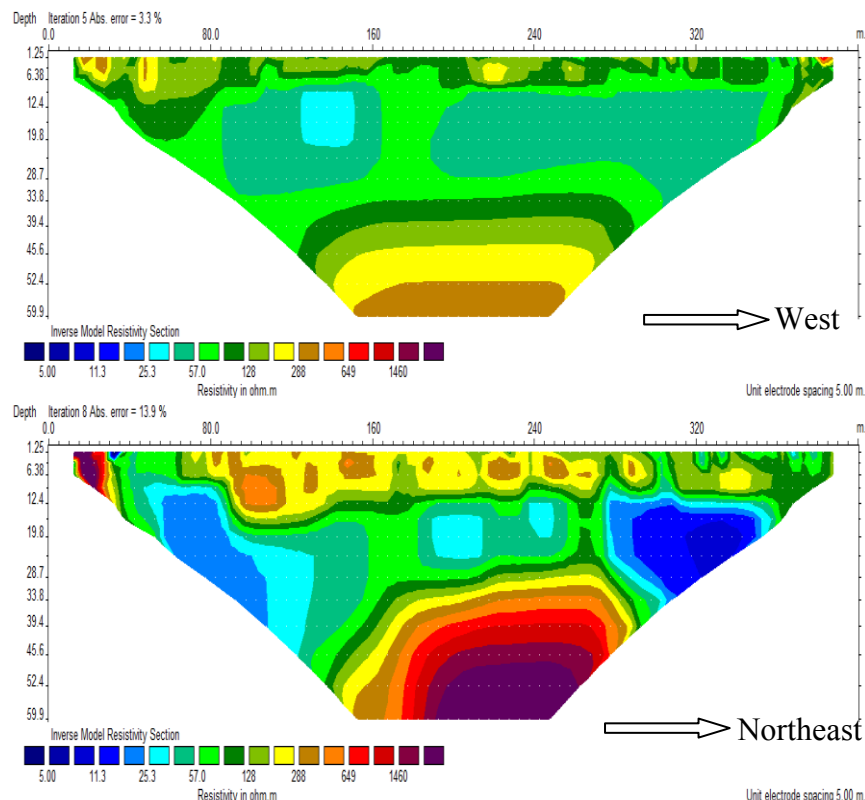 Depth Iteration 5 Abs. error = 3.3 %
0.0 80.0 160 240 320 m.
1.25
6.38
12.4
19.8
28.7
33.8
39.4
45.6
52.4
59.9
West
Inverse Model Resistivity Section
5.00 11.3 25.3 57.0 128 288 649 1460
Resistivity in ohm.m
Unit electrode spacing 5.00 m.
Depth Iteration 8 Abs. error = 13.9 %
0.0 80.0 160 240 320 m.
1.25
6.38
12.4
19.8
28.7
33.8
39.4
45.6
52.4
59.9
Northeast
Inverse Model Resistivity Section
5.00 11.3 25.3 57.0 128 288 649 1460
Resistivity in ohm.m
Unit electrode spacing 5.00 m.